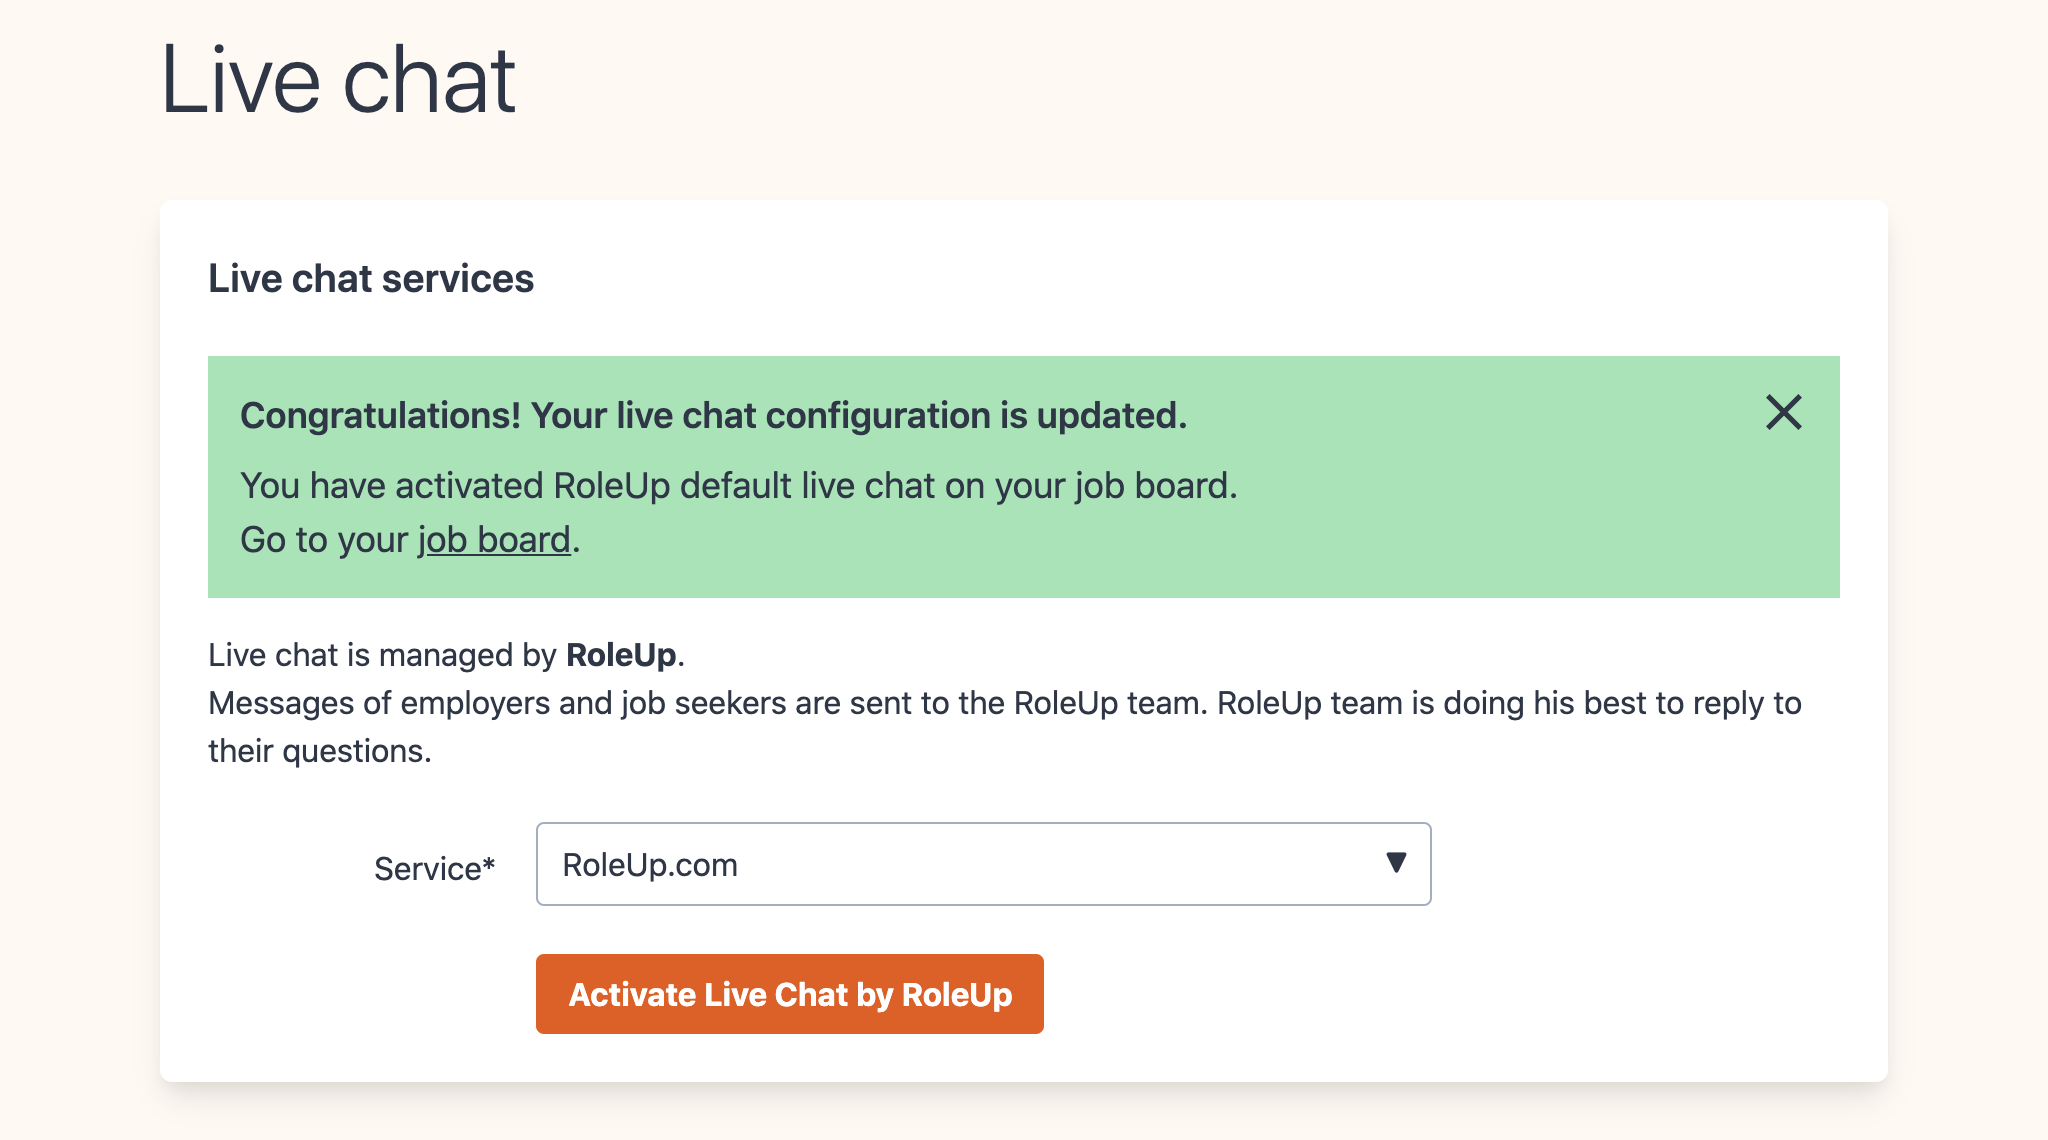 Live chat
Live chat services
Congratulations! Your live chat configuration is updated.
You have activated RoleUp default live chat on your job board.
Go to your job board.
Live chat is managed by RoleUp.
Messages of employers and job seekers are sent to the RoleUp team. RoleUp team is doing his best to reply to
their questions.
Service*
RoleUp.com
Activate Live Chat by RoleUp